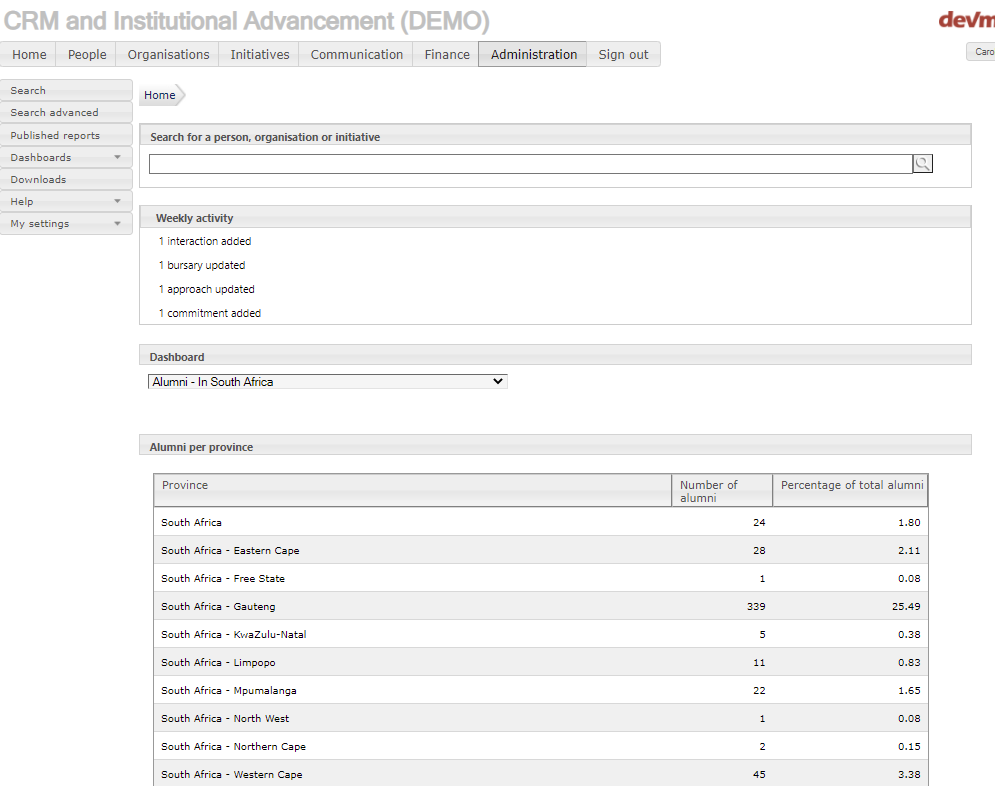 CRM and Institutional Advancement (DEMO)
Home People Organisations Initiatives Communication Finance Administration Sign out
Search
Search advanced
Published reports
Dashboards
Downloads
Help
My settings
Home
Search for a person, organisation or initiative
Weekly activity
1 interaction added
1 bursary updated
1 approach updated
1 commitment added
Dashboard
Alumni - In South Africa
Alumni per province
Province Number of alumni Percentage of total alumni
South Africa 24 1.80
South Africa - Eastern Cape 28 2.11
South Africa - Free State 1 0.08
South Africa - Gauteng 339 25.49
South Africa - KwaZulu-Natal 5 0.38
South Africa - Limpopo 11 0.83
South Africa - Mpumalanga 22 1.65
South Africa - North West 1 0.08
South Africa - Northern Cape 2 0.15
South Africa - Western Cape 45 3.38